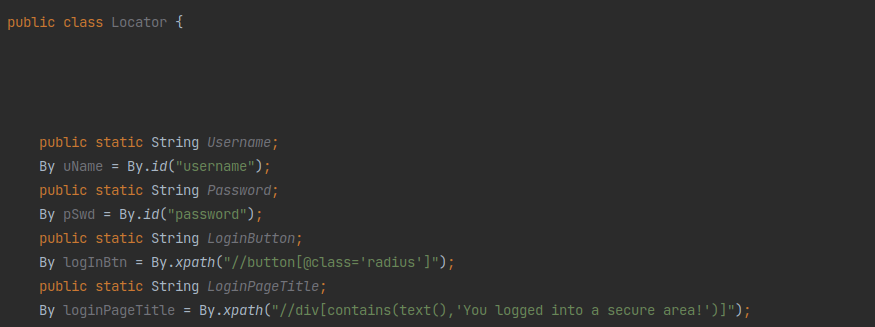 public class Locator {
public static String Username;
By uName = By.id("username");
public static String Password;
By pSwd = By.id("password");
public static String LoginButton;
By logInBtn = By.xpath("//button[@class='radius']");
public static String LoginPageTitle;
By loginPageTitle = By.xpath("//div[contains(text(),'You logged into a secure area!')]");